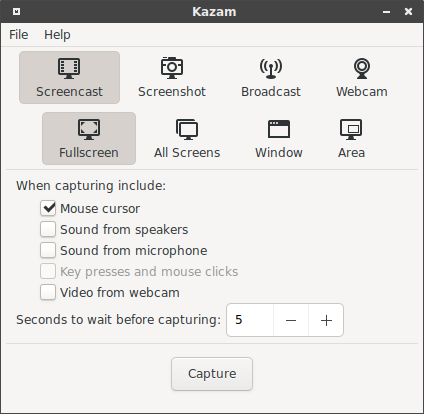 Kazam
File Help
Screencast Screenshot Broadcast Webcam
Fullscreen All Screens Window Area
When capturing include:
Mouse cursor
Sound from speakers
Sound from microphone
Key presses and mouse clicks
Video from webcam
Seconds to wait before capturing: 5
Capture